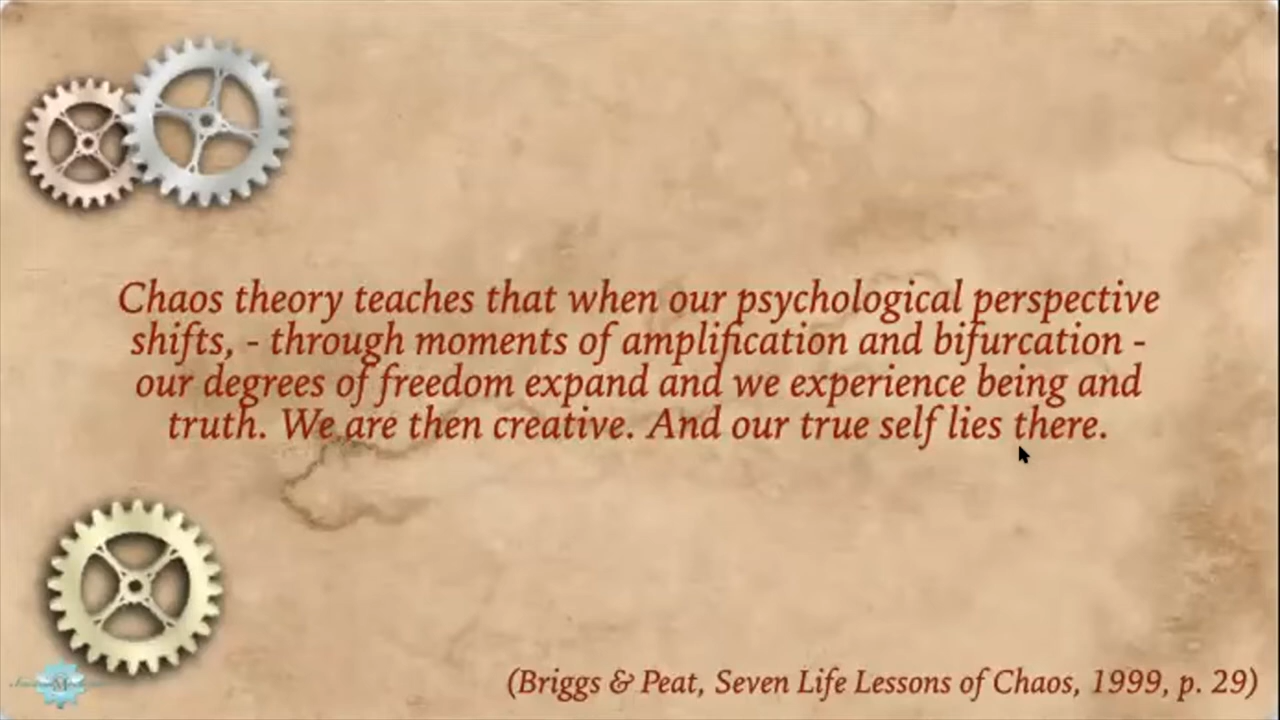 Chaos theory teaches that when our psychological perspective
shifts, - through moments of amplification and bifurcation -
our degrees of freedom expand and we experience being and
truth. We are then creative. And our true self lies there.
(Briggs & Peat, Seven Life Lessons of Chaos, 1999, p. 29)